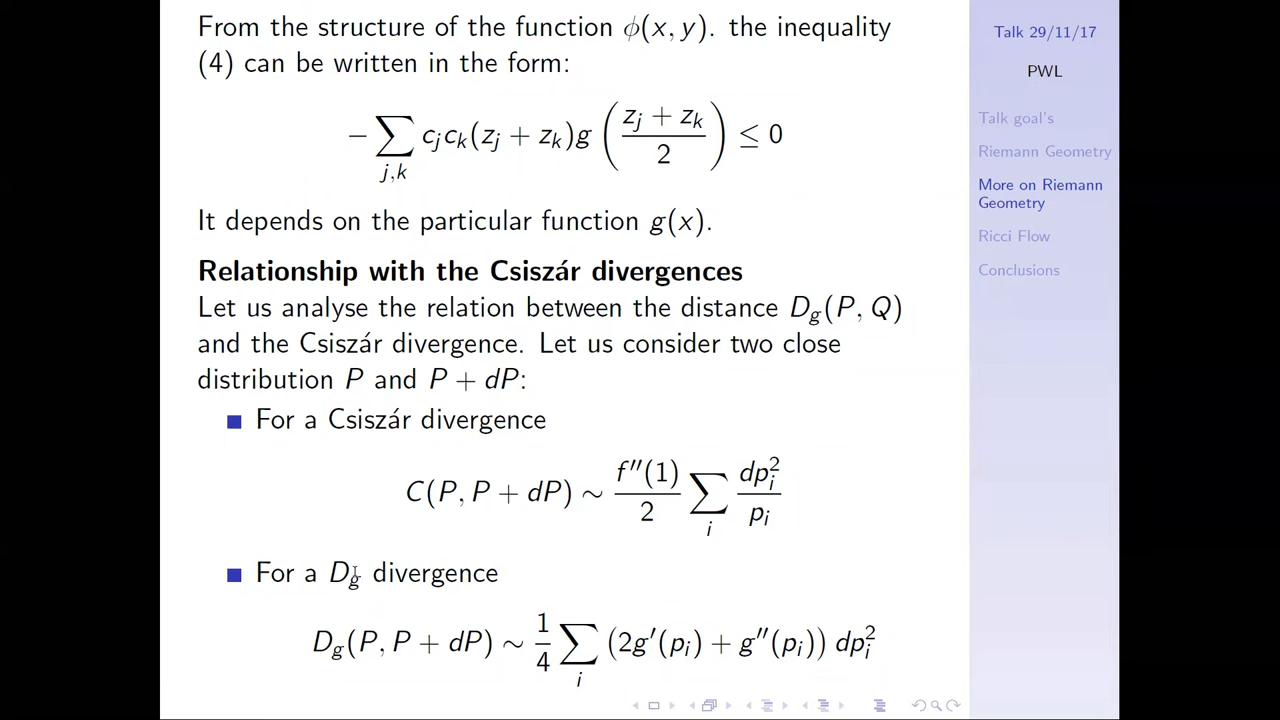 From the structure of the function ϕ(x, y). the inequality
(4) can be written in the form:
− ∑_{j,k} c_j c_k (z_j + z_k) g ( (z_j + z_k) / 2 ) ≤ 0
It depends on the particular function g(x).
Relationship with the Csiszár divergences
Let us analyse the relation between the distance D_g(P, Q)
and the Csiszár divergence. Let us consider two close
distribution P and P + dP:
■ For a Csiszár divergence
C(P, P + dP) ∼ f″(1) / 2 ∑_i dp_i^2 / p_i
■ For a D_g divergence
D_g(P, P + dP) ∼ 1/4 ∑_i (2g′(p_i) + g″(p_i)) dp_i^2
Talk 29/11/17
PWL
Talk goal's
Riemann Geometry
More on Riemann
Geometry
Ricci Flow
Conclusions